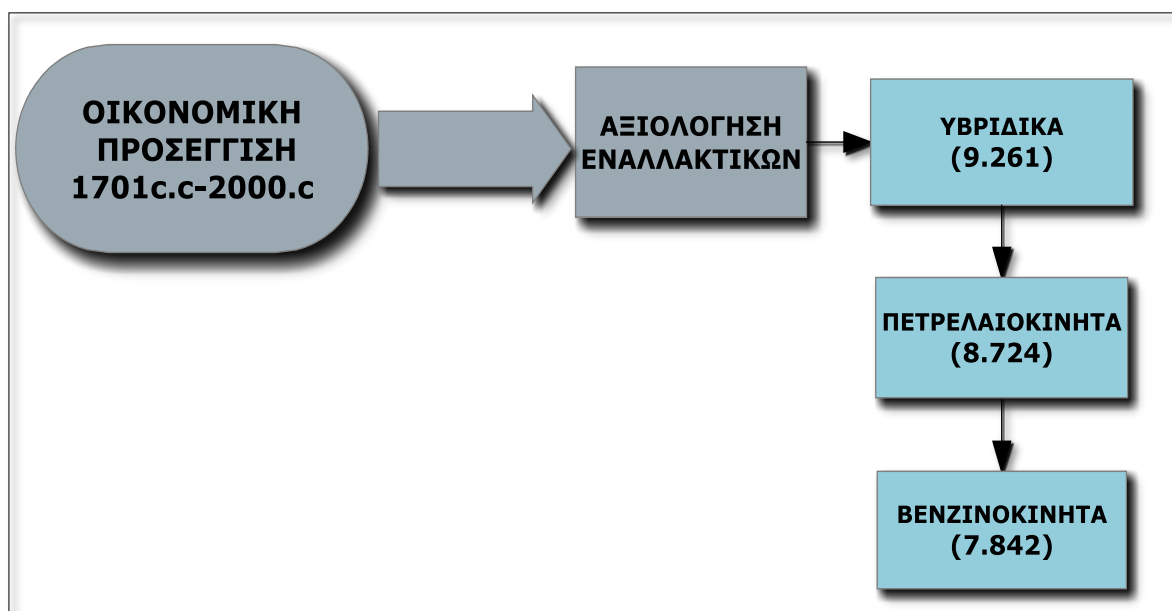 ΟΙΚΟΝΟΜΙΚΗ
ΠΡΟΣΕΓΓΙΣΗ
1701c.c-2000.c
ΑΞΙΟΛΟΓΗΣΗ
ΕΝΑΛΛΑΚΤΙΚΩΝ
ΥΒΡΙΔΙΚΑ
(9.261)
ΠΕΤΡΕΛΑΙΟΚΙΝΗΤΑ
(8.724)
ΒΕΝΖΙΝΟΚΙΝΗΤΑ
(7.842)